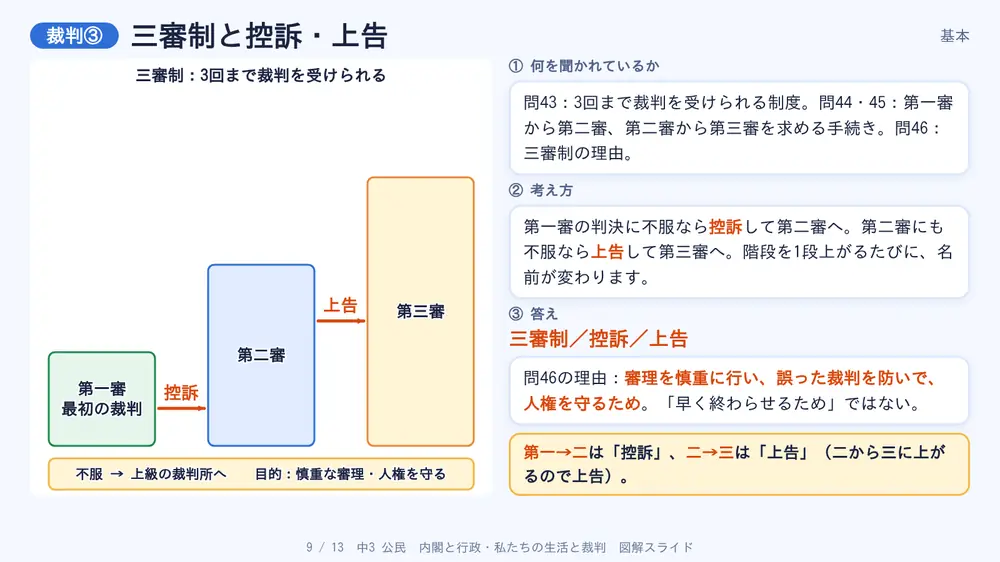 裁判③
三審制と控訴・上告
基本
三審制：3回まで裁判を受けられる
第一審
最初の裁判
控訴
第二審
上告
第三審
不服 → 上級の裁判所へ　目的：慎重な審理・人権を守る
① 何を聞かれているか
問43：3回まで裁判を受けられる制度。問44・45：第一審
から第二審、第二審から第三審を求める手続き。問46：
三審制の理由。
② 考え方
第一審の判決に不服なら控訴して第二審へ。第二審にも
不服なら上告して第三審へ。階段を1段上がるたびに、名
前が変わります。
③ 答え
三審制／控訴／上告
問46の理由：審理を慎重に行い、誤った裁判を防いで、
人権を守るため。「早く終わらせるため」ではない。
第一→二は「控訴」、二→三は「上告」（二から三に上が
るので上告）。
9 / 13　中3 公民　内閣と行政・私たちの生活と裁判　図解スライド